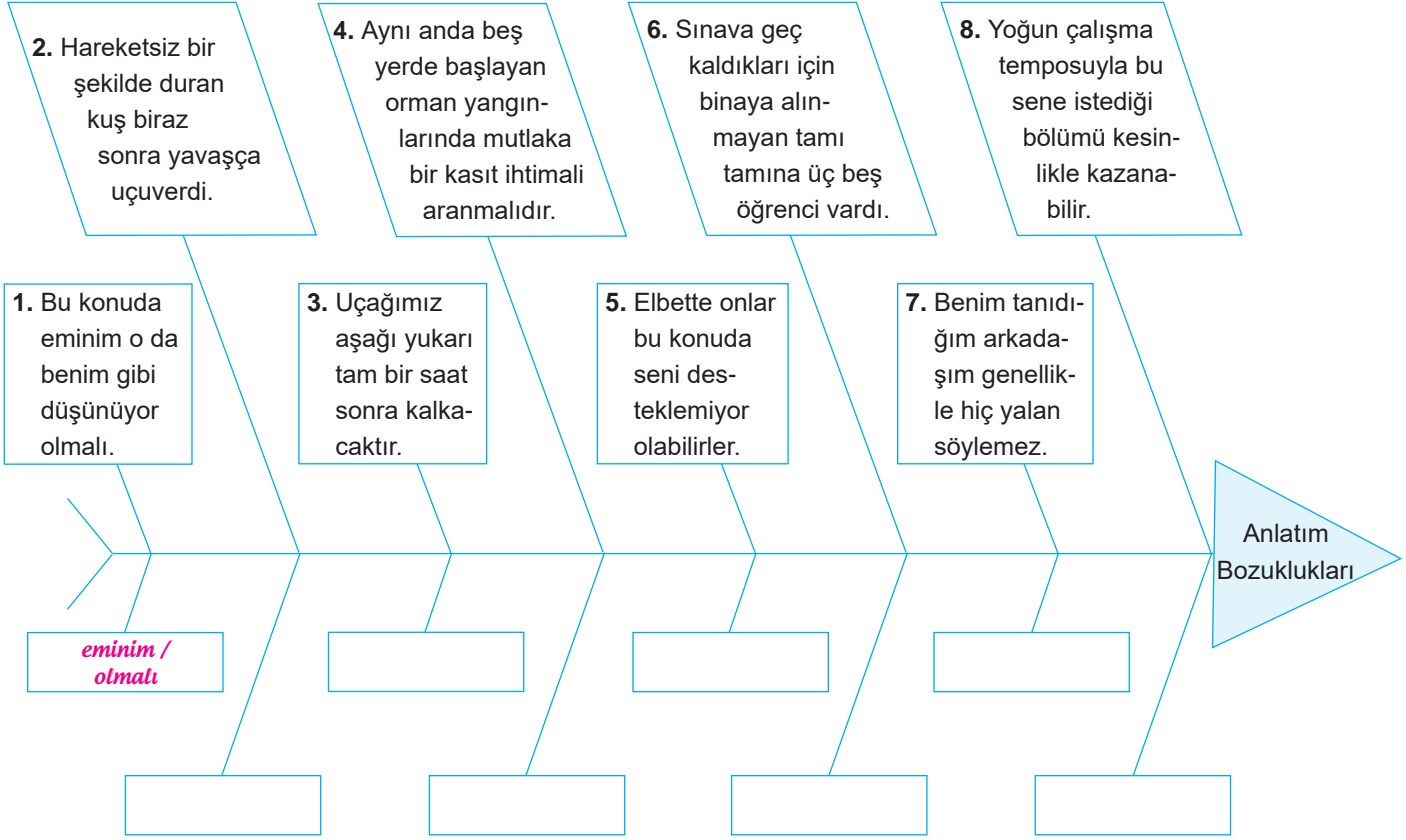 2. Hareketsiz bir
şekilde duran
kuş biraz
sonra yavaşça
uçuverdi.
4. Aynı anda beş
yerde başlayan
orman yangın-
larında mutlaka
bir kasıt ihtimali
aranmalıdır.
6. Sınava geç
kaldıkları için
binaya alın-
mayan tamı
tamına üç beş
öğrenci vardı.
8. Yoğun çalışma
temposuyla bu
sene istediği
bölümü kesin-
likle kazana-
bilir.
1. Bu konuda
eminim o da
benim gibi
düşünüyor
olmalı.
3. Uçağımız
aşağı yukarı
tam bir saat
sonra kalka-
caktır.
5. Elbette onlar
bu konuda
seni des-
teklemiyor
olabilirler.
7. Benim tanıdı-
ğım arkada-
şım genellik-
le hiç yalan
söylemez.
Anlatım
Bozuklukları
eminim /
olmalı